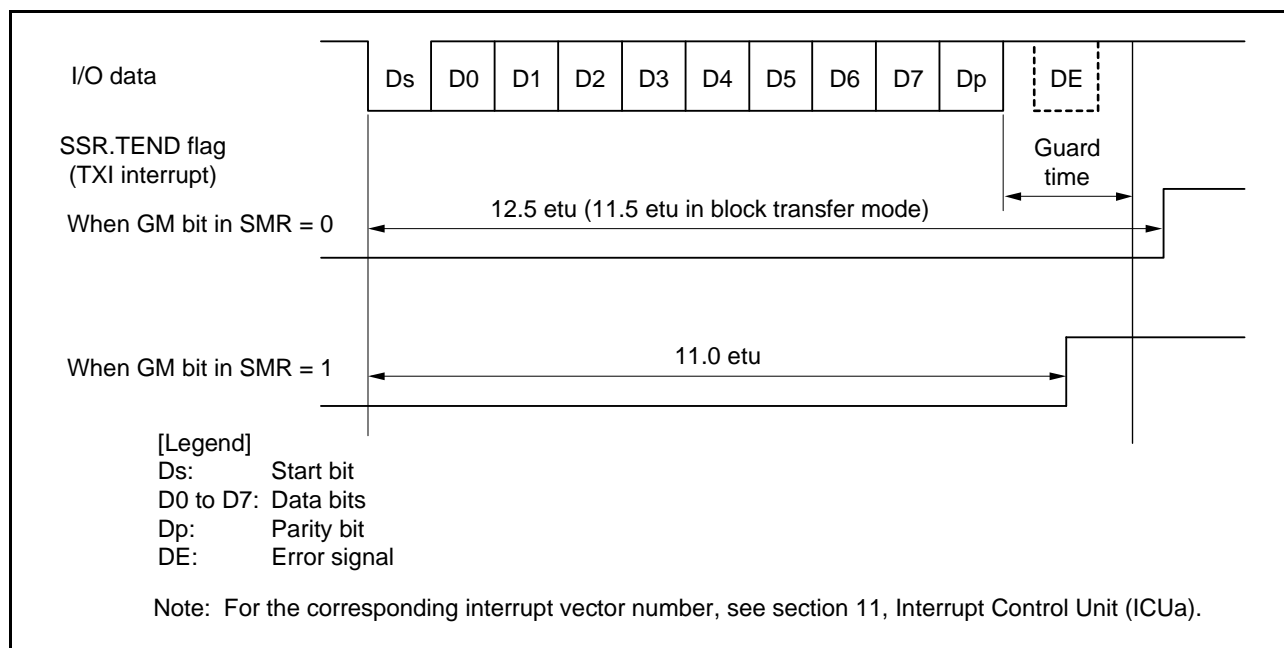 I/O data
Ds D0 D1 D2 D3 D4 D5 D6 D7 Dp DE
SSR.TEND flag
(TXI interrupt)
Guard
time
When GM bit in SMR = 0
12.5 etu (11.5 etu in block transfer mode)
When GM bit in SMR = 1
11.0 etu
[Legend]
Ds: Start bit
D0 to D7: Data bits
Dp: Parity bit
DE: Error signal
Note: For the corresponding interrupt vector number, see section 11, Interrupt Control Unit (ICUa).